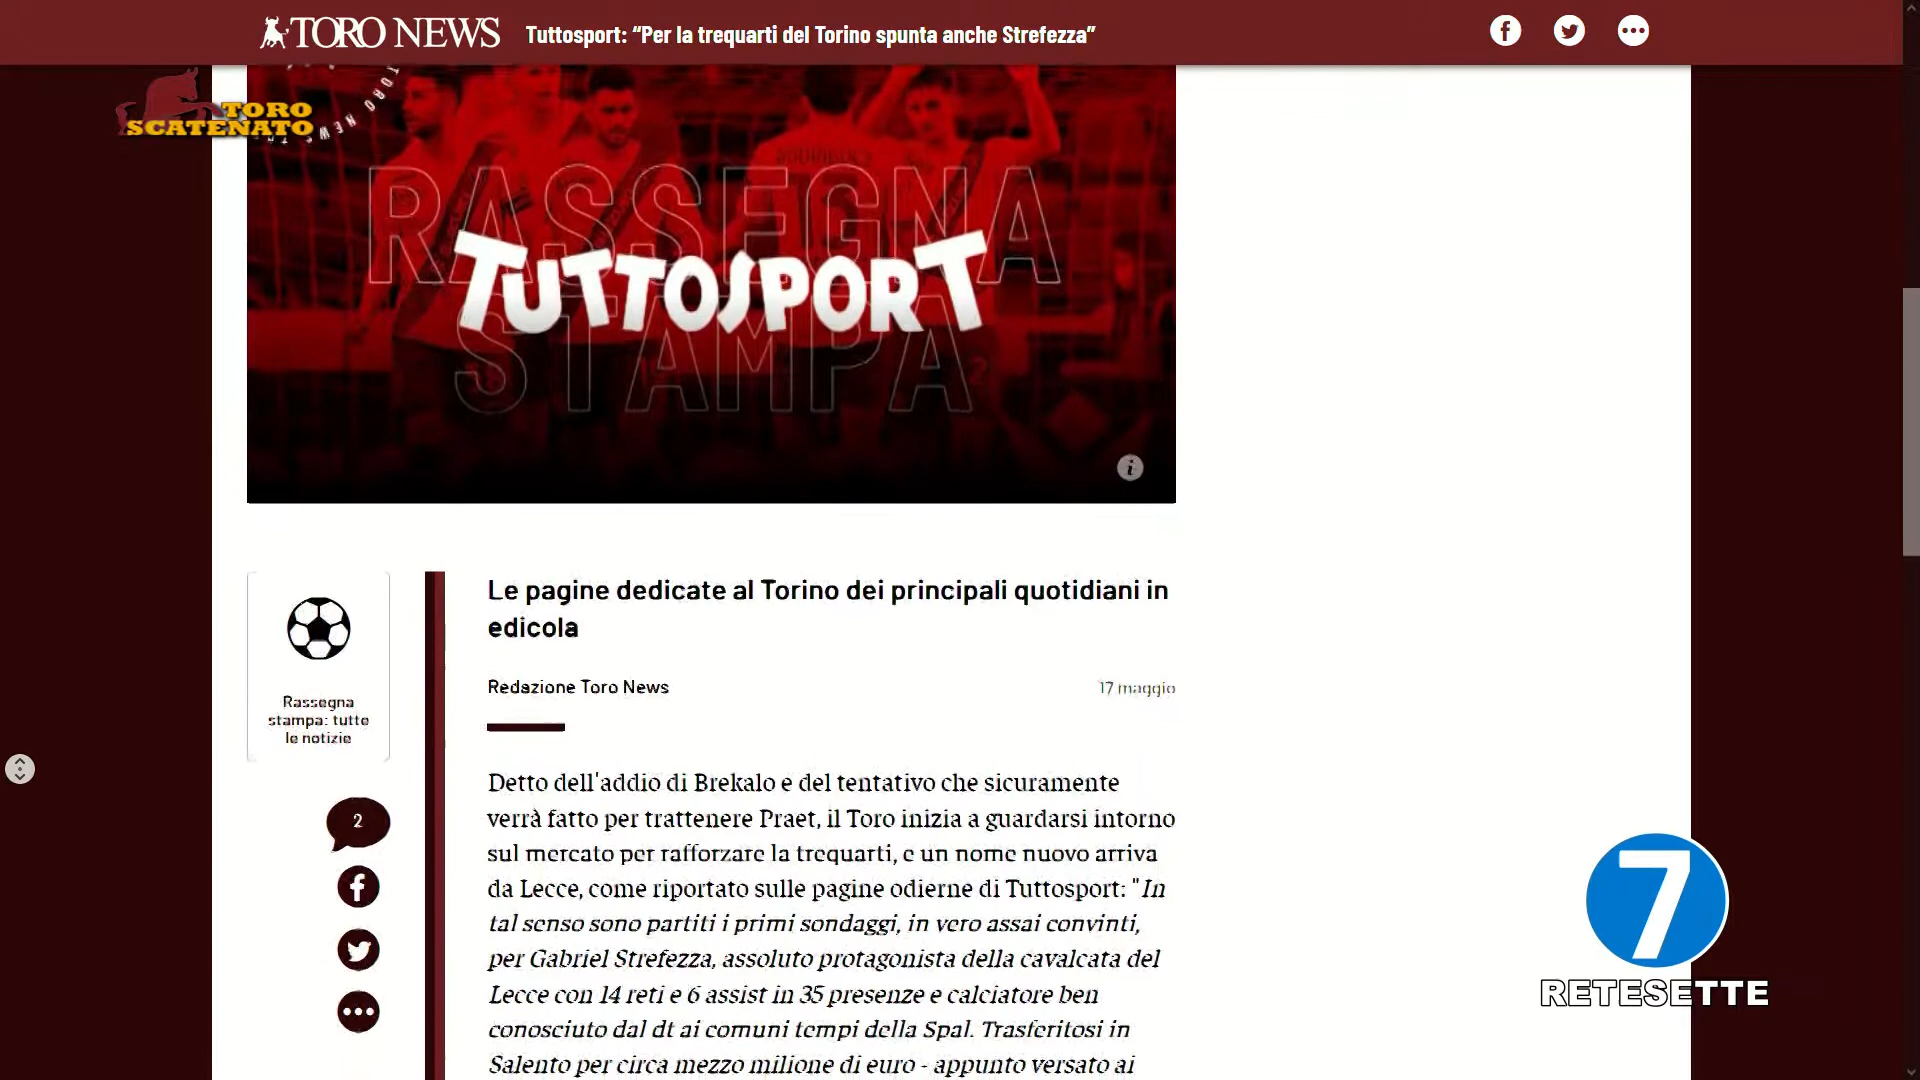 TORO NEWS
Tuttosport: “Per la trequarti del Torino spunta anche Strefezza”
TORO
SCATENATO
TORO NEWS
RASSEGNA
TUTTOSPORT
STAMPA
Le pagine dedicate al Torino dei principali quotidiani in
edicola
Redazione Toro News
17 maggio
Rassegna
stampa: tutte
le notizie
2
Detto dell'addio di Brekalo e del tentativo che sicuramente
verrà fatto per trattenere Praet, il Toro inizia a guardarsi intorno
sul mercato per rafforzare la trequarti, e un nome nuovo arriva
da Lecce, come riportato sulle pagine odierne di Tuttosport: "In
tal senso sono partiti i primi sondaggi, in vero assai convinti,
per Gabriel Strefezza, assoluto protagonista della cavalcata del
Lecce con 14 reti e 6 assist in 35 presenze e calciatore ben
conosciuto dal dt ai comuni tempi della Spal. Trasferitosi in
Salento per circa mezzo milione di euro - appunto versato ai
7
RETESETTE